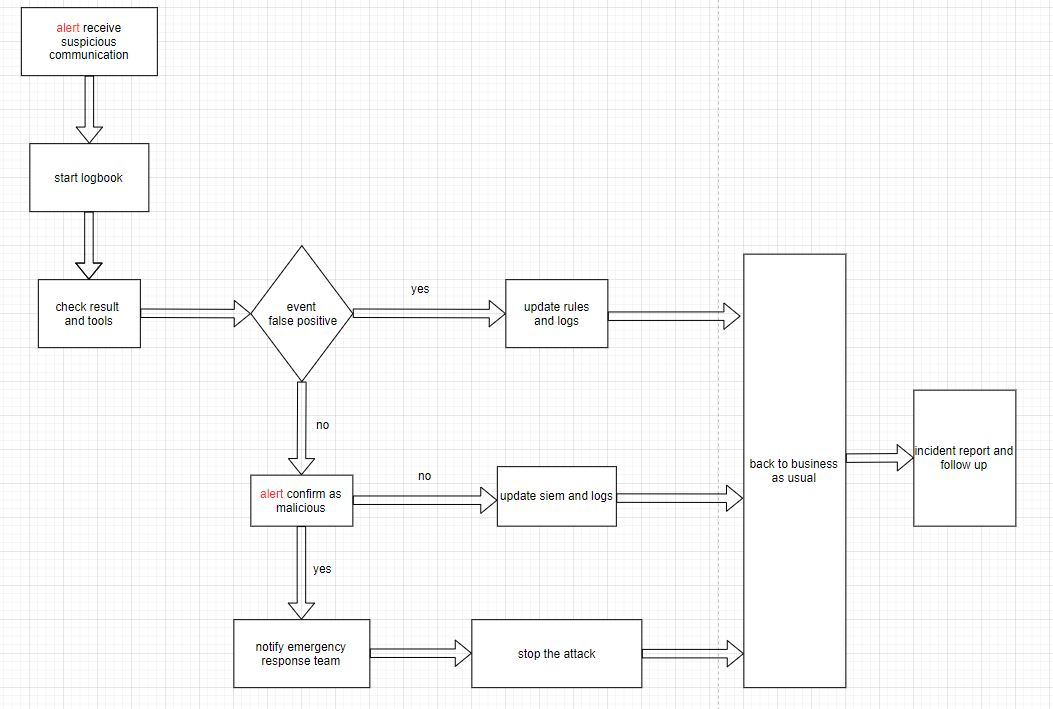 alert receive
suspicious
communication
start logbook
check result
and tools
event
false positive
yes
update rules
and logs
no
alert confirm as
malicious
no
update siem and logs
yes
notify emergency
response team
stop the attack
back to business
as usual
incident report and
follow up